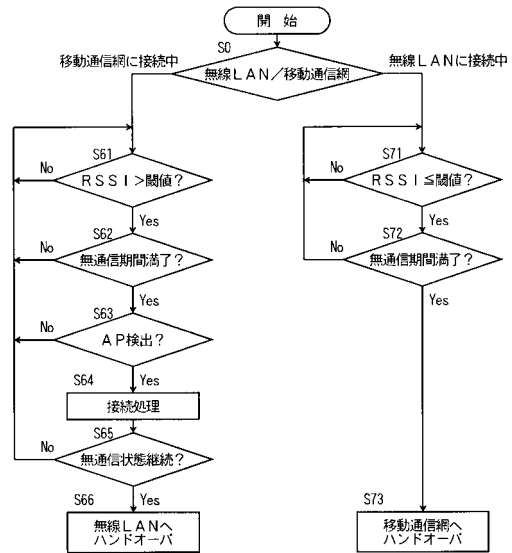 開 始
S0
移動通信網に接続中
無線LANに接続中
無線LAN/移動通信網
S61
No
RSSI>閾値?
Yes
S62
No
無通信期間満了?
Yes
S63
No
AP検出?
Yes
S64
接続処理
S65
No
無通信状態継続?
Yes
S66
無線LANへ
ハンドオーバ
S71
No
RSSI≦閾値?
Yes
S72
No
無通信期間満了?
Yes
S73
移動通信網へ
ハンドオーバ